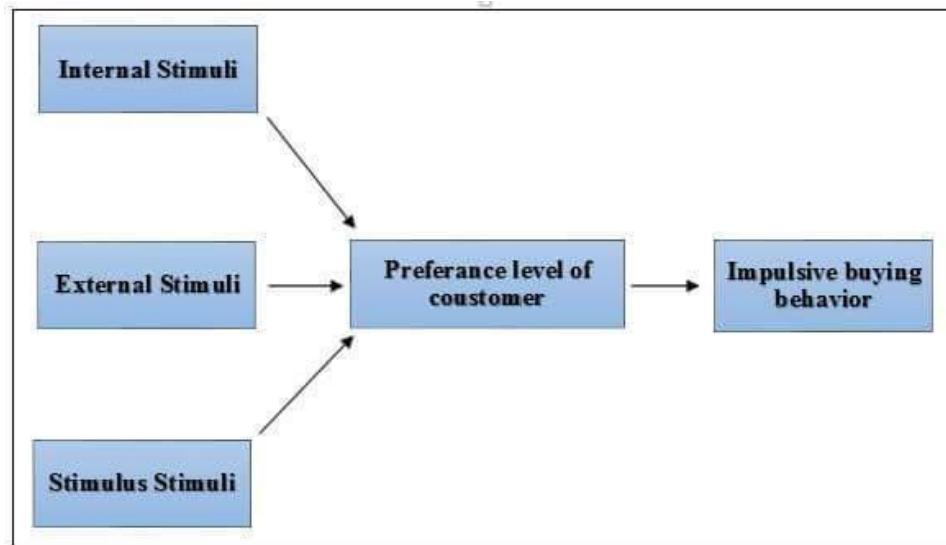 Internal Stimuli
External Stimuli
Preferance level of
coustomer
Impulsive buying
behavior
Stimulus Stimuli